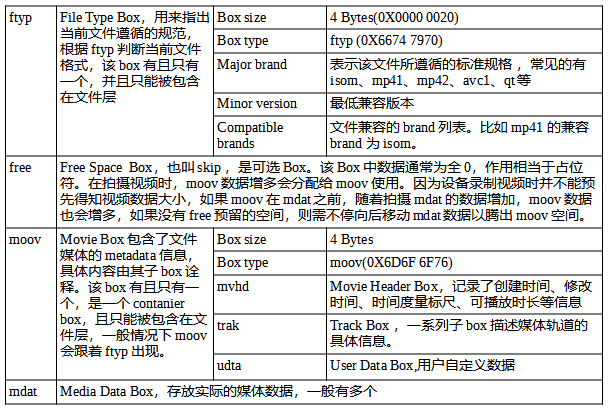 ftyp
File Type Box，用来指出
当前文件遵循的规范，
根据 ftyp 判断当前文件
格式，该 box 有且只有
一个，并且只能被包含
在文件层
Box size
4 Bytes(0X0000 0020)
Box type
ftyp (0X6674 7970)
Major brand
表示该文件所遵循的标准规格 ，常见的有
isom、mp41、mp42、avc1、qt 等
Minor version
最低兼容版本
Compatible
brands
文件兼容的 brand 列表。比如 mp41 的兼容
brand 为 isom。
free
Free Space  Box，也叫 skip ，是可选 Box。该 Box 中数据通常为全 0，作用相当于占位
符。在拍摄视频时，moov 数据增多会分配给 moov 使用。因为设备录制视频时并不能预
先得知视频数据大小，如果 moov 在 mdat 之前，随着拍摄 mdat 的数据增加，moov 数据
也会增多，如果没有 free 预留的空间，则需不停向后移动 mdat 数据以腾出 moov 空间。
moov
Movie Box 包含了文件
媒体的 metadata 信息，
具体内容由其子 box 诠
释。该 box 有且只有一
个，是一个 contanier
box，且只能被包含在文
件层，一般情况下 moov
会跟着 ftyp 出现。
Box size
4 Bytes
Box type
moov(0X6D6F 6F76)
mvhd
Movie Header Box，记录了创建时间、修改
时间、时间度量标尺、可播放时长等信息
trak
Track Box ，一系列子 box 描述媒体轨道的
具体信息。
udta
User Data Box,用户自定义数据
mdat
Media Data Box，存放实际的媒体数据，一般有多个